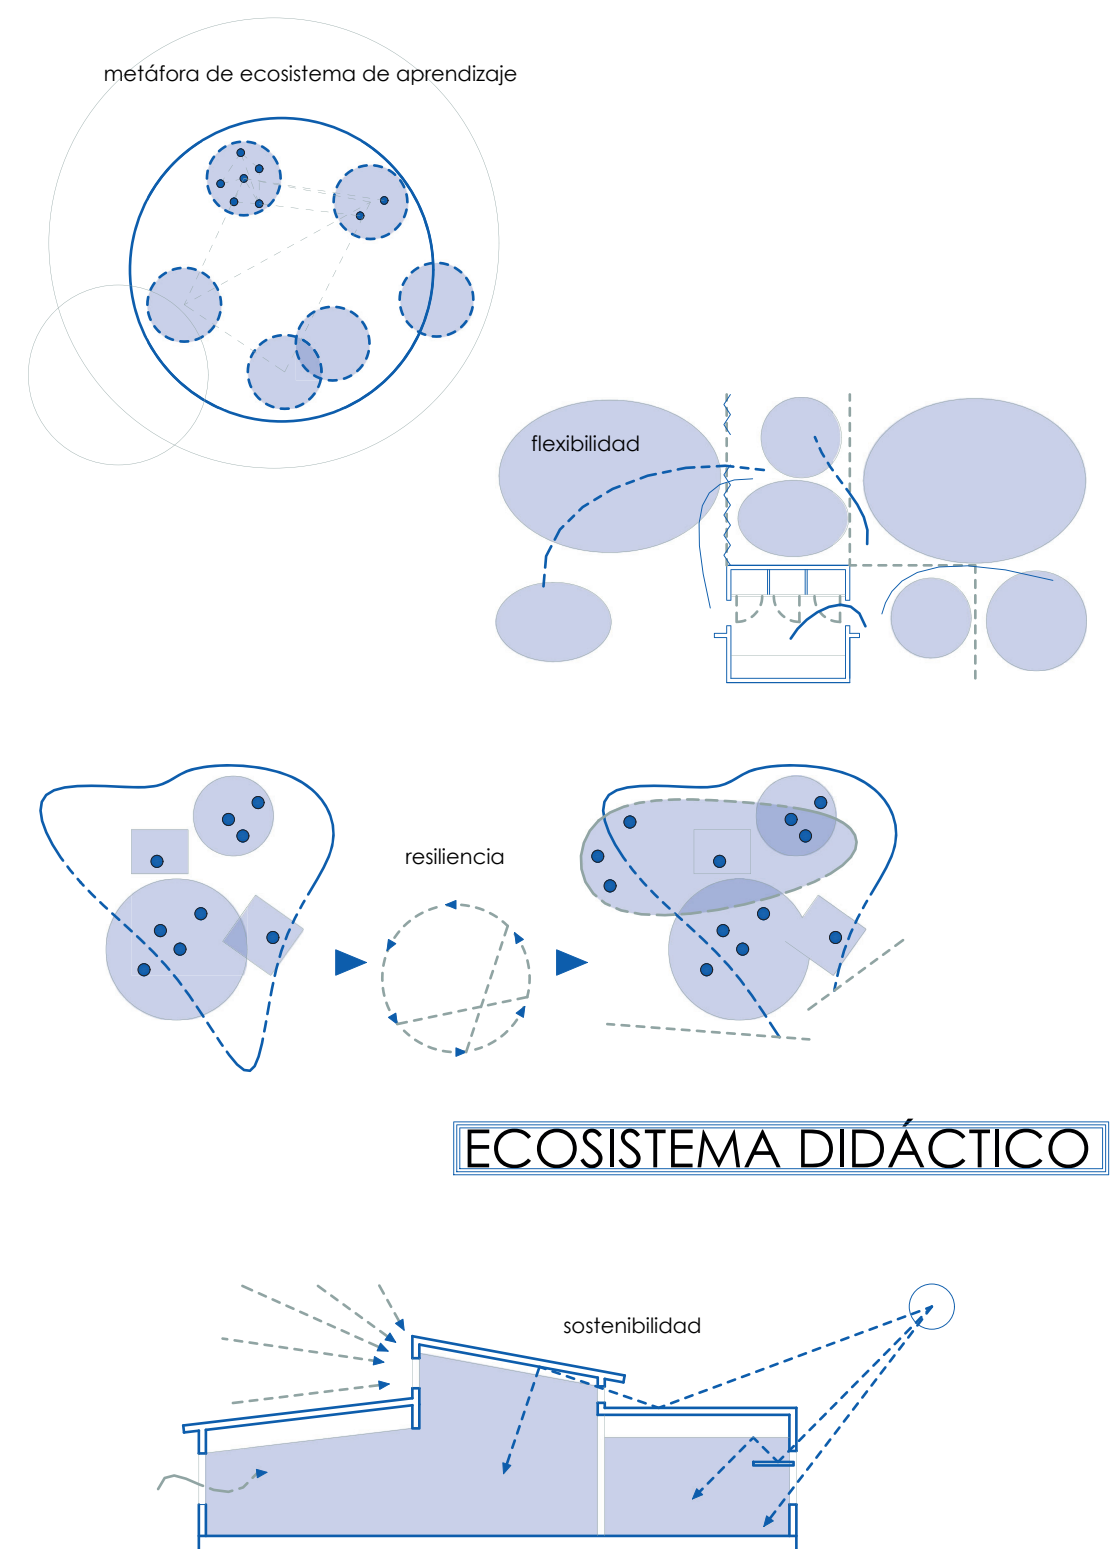 metáfora de ecosistema de aprendizaje
flexibilidad
resiliencia
ECOSISTEMA DIDÁCTICO
sostenibilidad